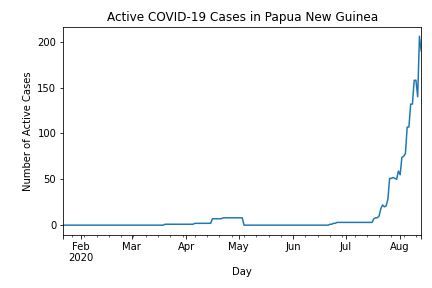 Active COVID-19 Cases in Papua New Guinea
Number of Active Cases
200
150
100
50
0
Feb Mar Apr May Jun Jul Aug
2020
Day